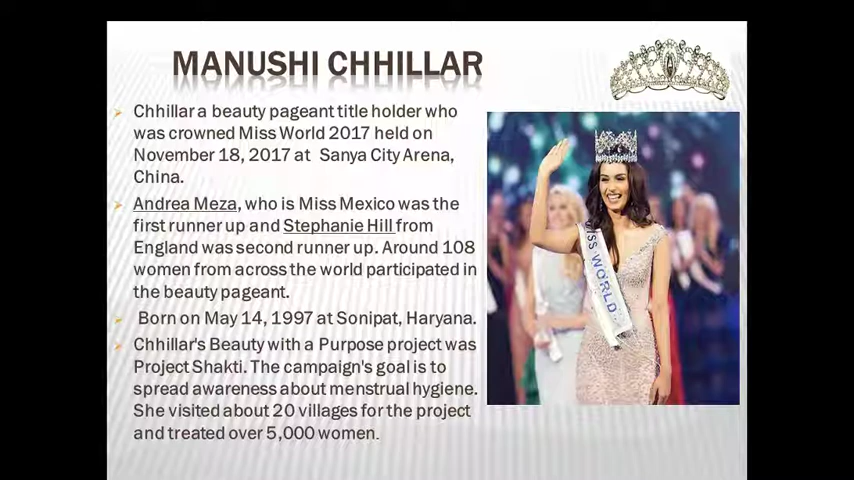 MANUSHI CHHILLAR
Chhillar a beauty pageant title holder who
was crowned Miss World 2017 held on
November 18, 2017 at Sanya City Arena,
China.
Andrea Meza, who is Miss Mexico was the
first runner up and Stephanie Hill from
England was second runner up. Around 108
women from across the world participated in
the beauty pageant.
Born on May 14, 1997 at Sonipat, Haryana.
Chhillar's Beauty with a Purpose project was
Project Shakti. The campaign's goal is to
spread awareness about menstrual hygiene.
She visited about 20 villages for the project
and treated over 5,000 women.
MISS WORLD